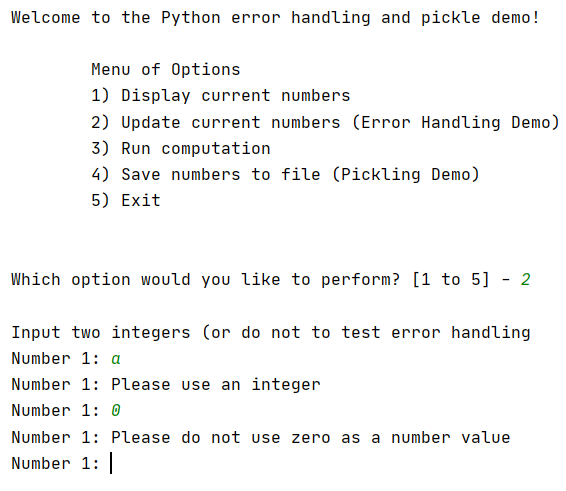 Welcome to the Python error handling and pickle demo!
Menu of Options
1) Display current numbers
2) Update current numbers (Error Handling Demo)
3) Run computation
4) Save numbers to file (Pickling Demo)
5) Exit
Which option would you like to perform? [1 to 5] - 2
Input two integers (or do not to test error handling
Number 1: a
Number 1: Please use an integer
Number 1: 0
Number 1: Please do not use zero as a number value
Number 1: